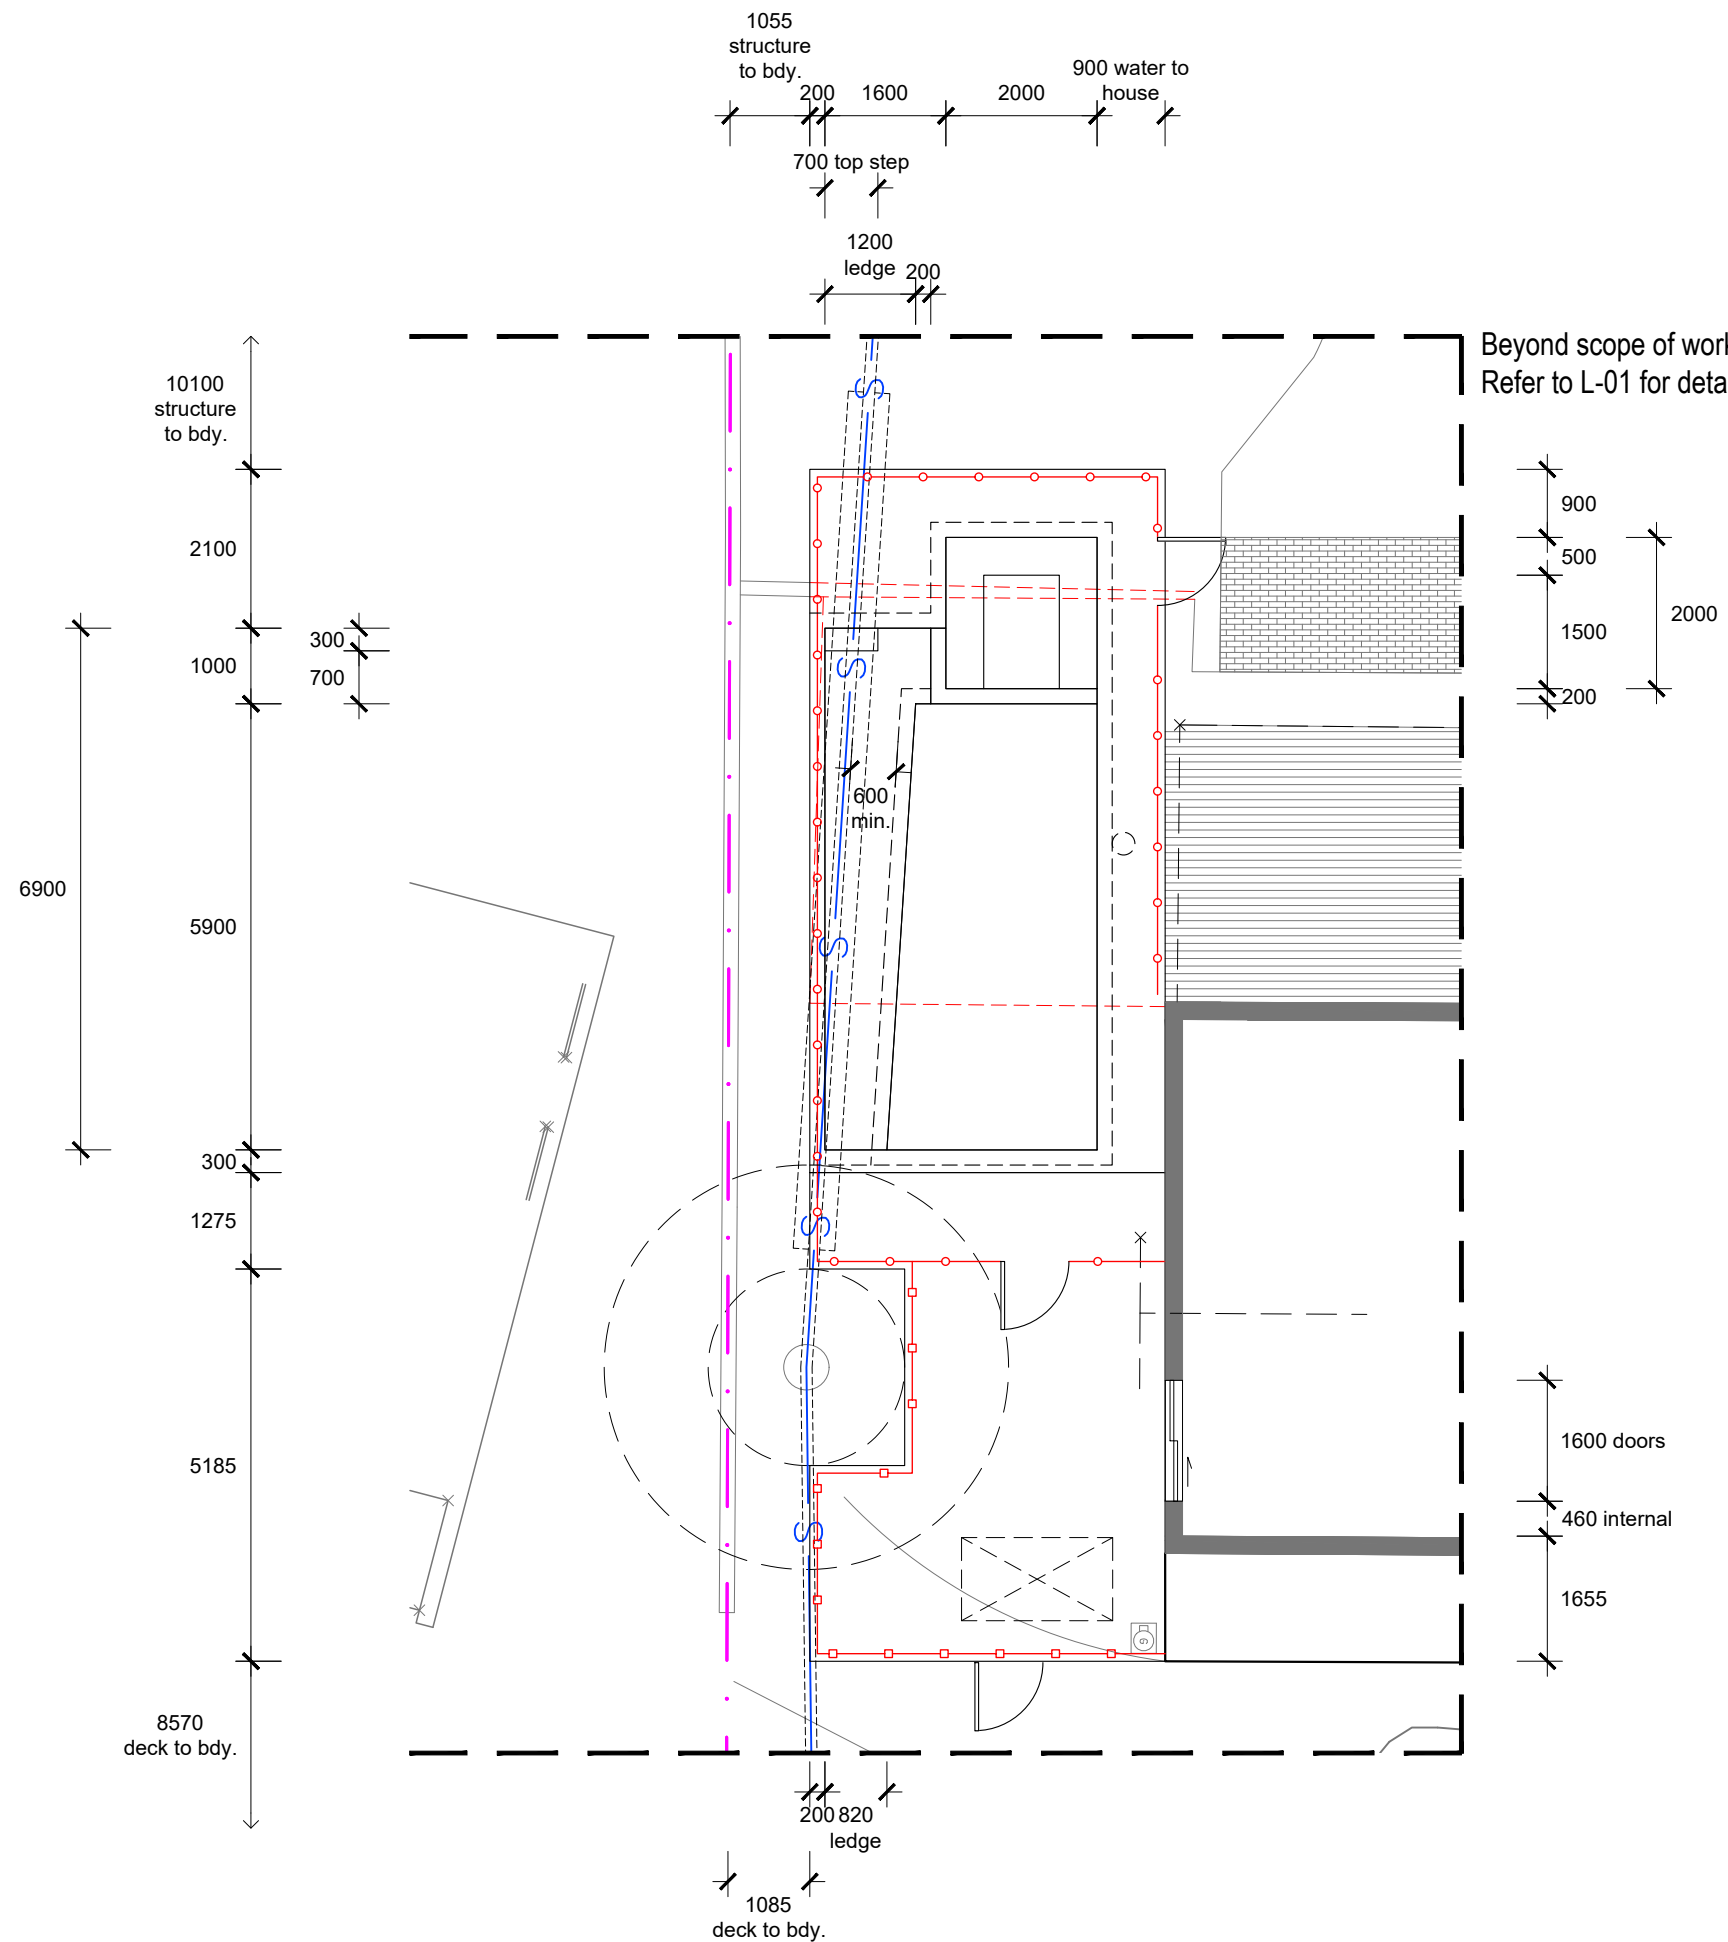 1055
structure
to bdy.
200
1600
2000
900 water to
house
700 top step
1200
ledge
200
Beyond scope of work
Refer to L-01 for deta
10100
structure
to bdy.
S
900
2100
500
2000
300
1500
1000
S
700
200
600
min.
6900
5900
S
300
1275
S
1600 doors
5185
460 internal
S
1655
G
8570
deck to bdy.
200
820
ledge
1085
deck to bdy.